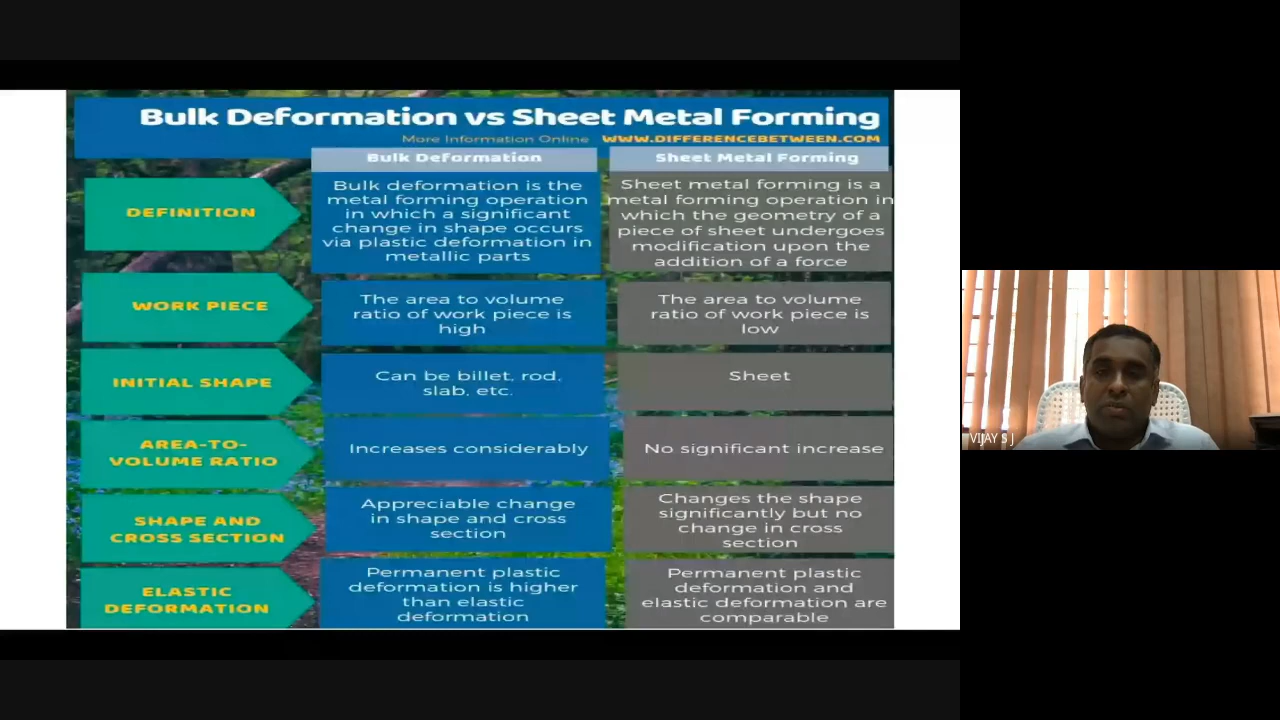 Bulk Deformation vs Sheet Metal Forming
More Information Online WWW.DIFFERENCEBETWEEN.COM
Bulk Deformation
Sheet Metal Forming
DEFINITION
Bulk deformation is the
metal forming operation
in which a significant
change in shape occurs
via plastic deformation in
metallic parts
Sheet metal forming is a
metal forming operation in
which the geometry of a
piece of sheet undergoes
modification upon the
addition of a force
WORK PIECE
The area to volume
ratio of work piece is
high
The area to volume
ratio of work piece is
low
INITIAL SHAPE
Can be billet, rod,
slab, etc.
Sheet
AREA-TO-
VOLUME RATIO
Increases considerably
No significant increase
SHAPE AND
CROSS SECTION
Appreciable change
in shape and cross
section
Changes the shape
significantly but no
change in cross
section
ELASTIC
DEFORMATION
Permanent plastic
deformation is higher
than elastic
deformation
Permanent plastic
deformation and
elastic deformation are
comparable
VIJAY S J